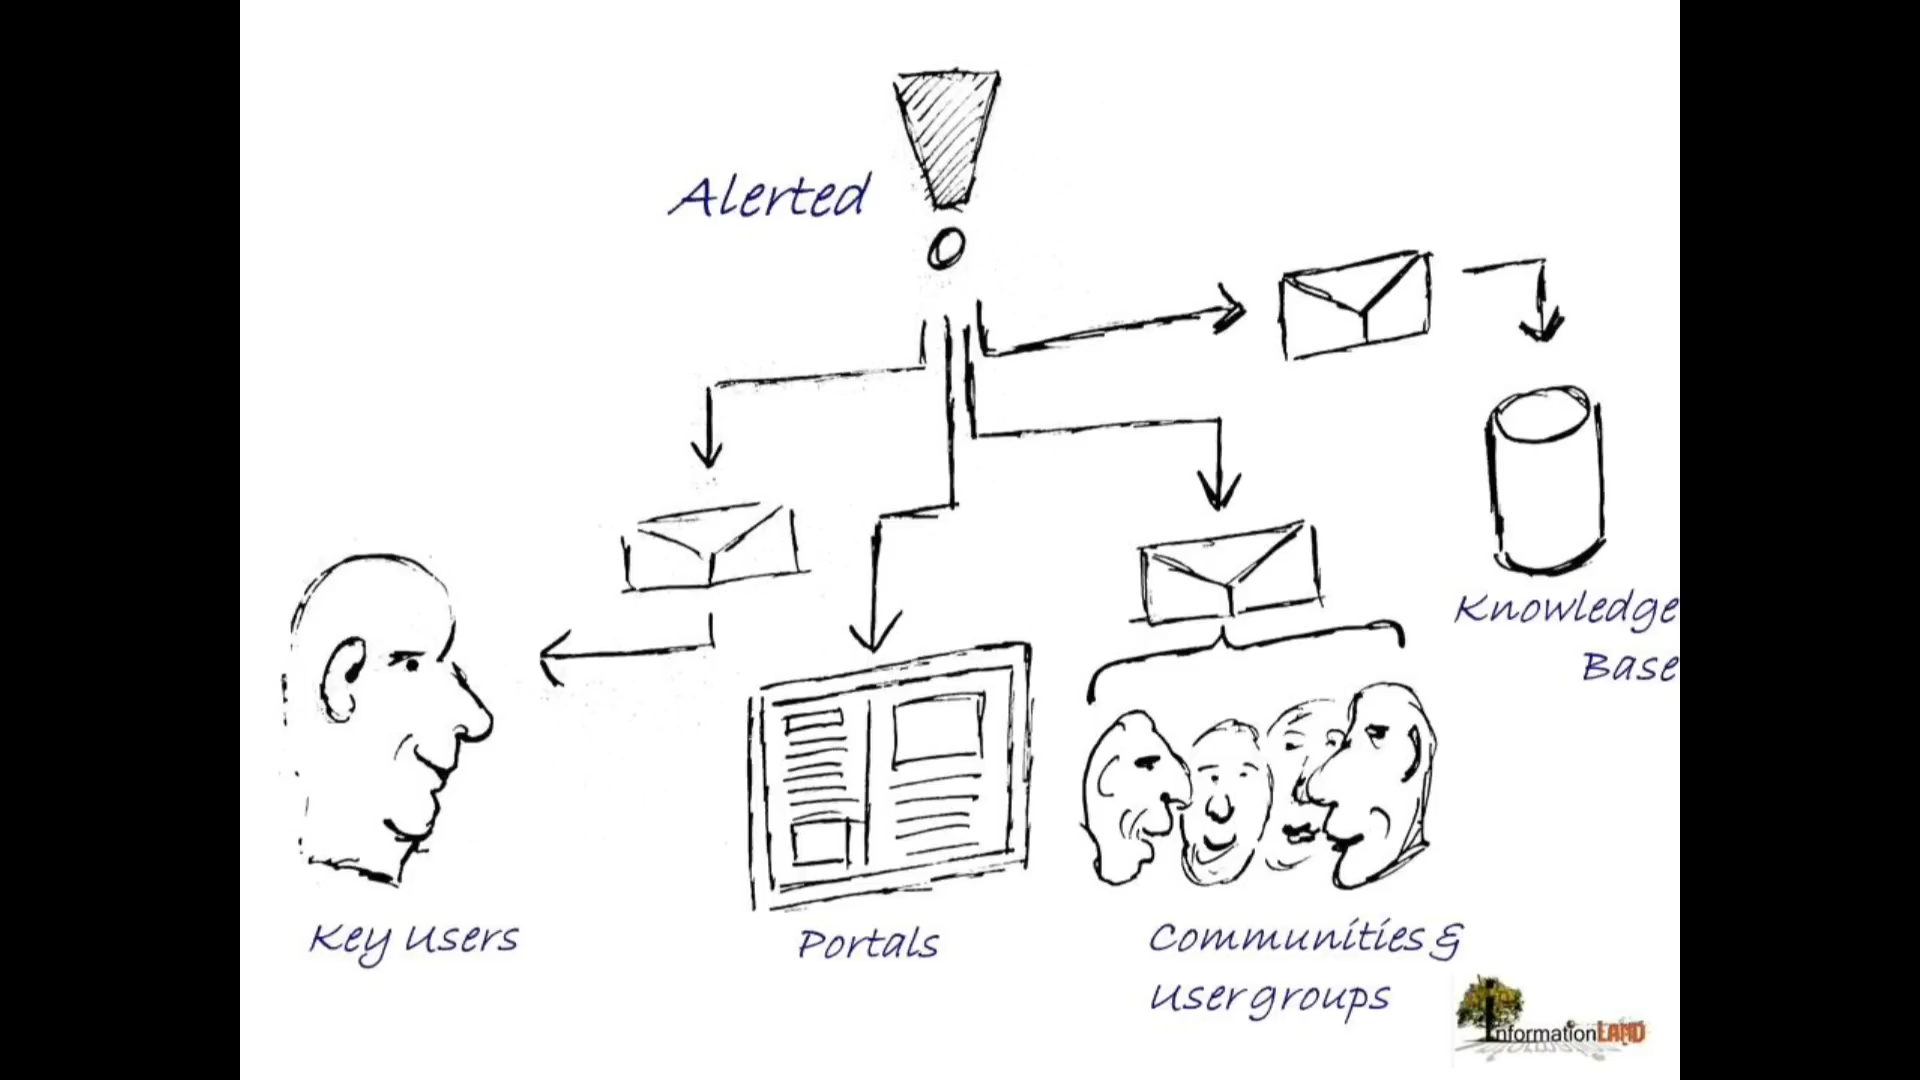 Alerted
Knowledge
Base
Key Users
Portals
Communities &
User groups
InformationLAND